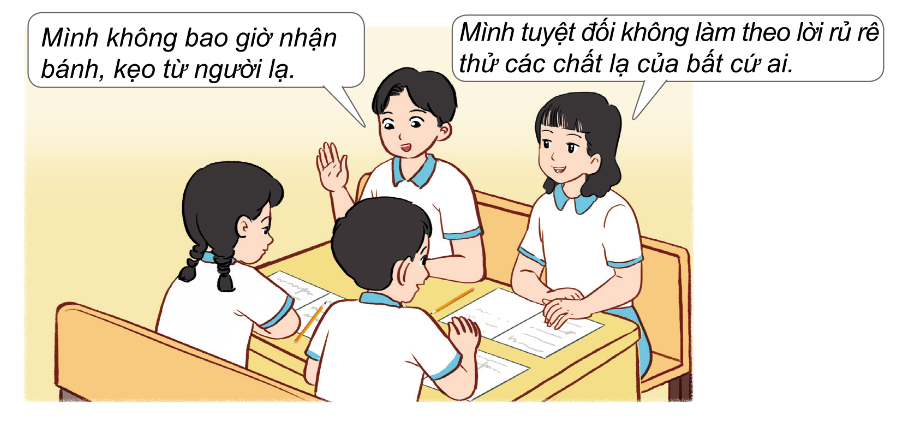 Mình không bao giờ nhận
bánh, kẹo từ người lạ.
Mình tuyệt đối không làm theo lời rủ rê
thử các chất lạ của bất cứ ai.